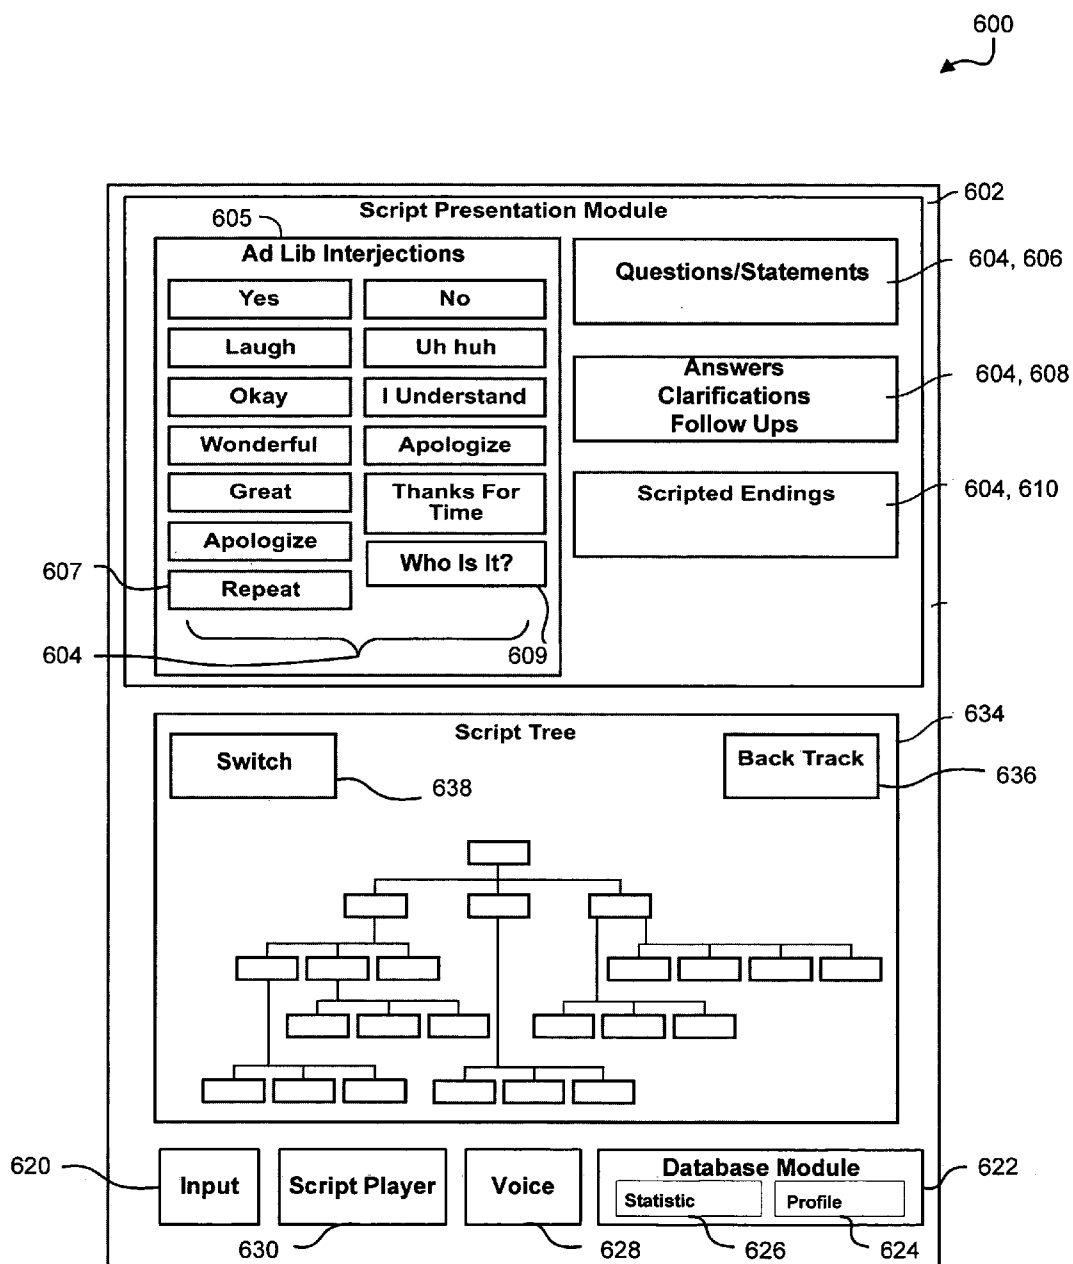 600
602
Script Presentation Module
605
Ad Lib Interjections
Yes
No
Laugh
Uh huh
Okay
I Understand
Wonderful
Apologize
Great
Thanks For
Time
Apologize
Who Is It?
607
Repeat
604
609
Questions/Statements
604, 606
Answers
Clarifications
Follow Ups
604, 608
Scripted Endings
604, 610
Script Tree
634
Switch
638
Back Track
636
620
Input
Script Player
630
Voice
628
Database Module
622
Statistic
Profile
626
624